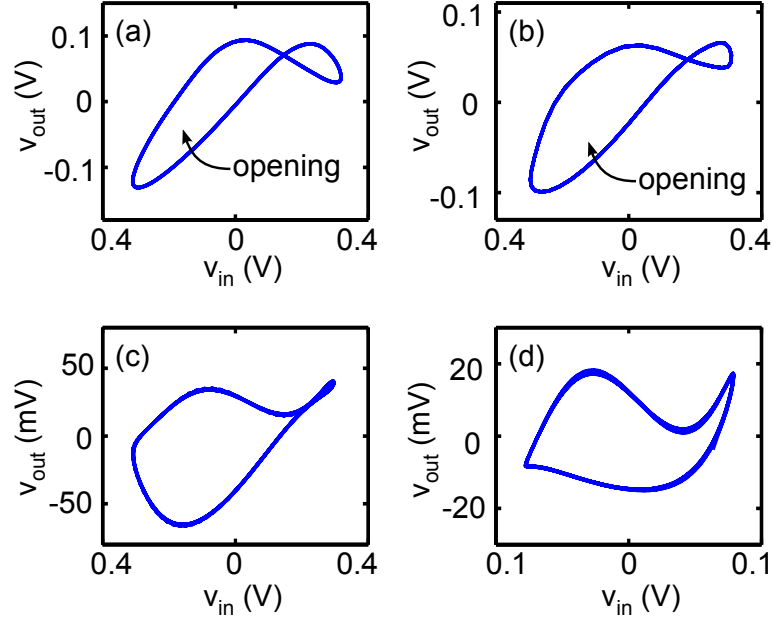 (a)
0.1
0
-0.1
v_out (V)
opening
0.4 0 0.4
v_in (V)
(b)
0.1
0
-0.1
v_out (V)
opening
0.4 0 0.4
v_in (V)
(c)
50
0
-50
v_out (mV)
0.4 0 0.4
v_in (V)
(d)
20
0
-20
v_out (mV)
0.1 0 0.1
v_in (V)